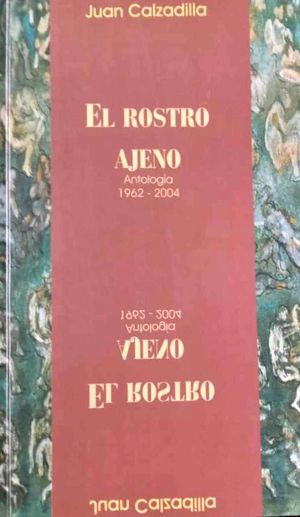 Juan Calzadilla
EL ROSTRO
AJENO
Antología
1962 - 2004
1962 - 2004
Antología
AJENO
EL ROSTRO
Juan Calzadilla